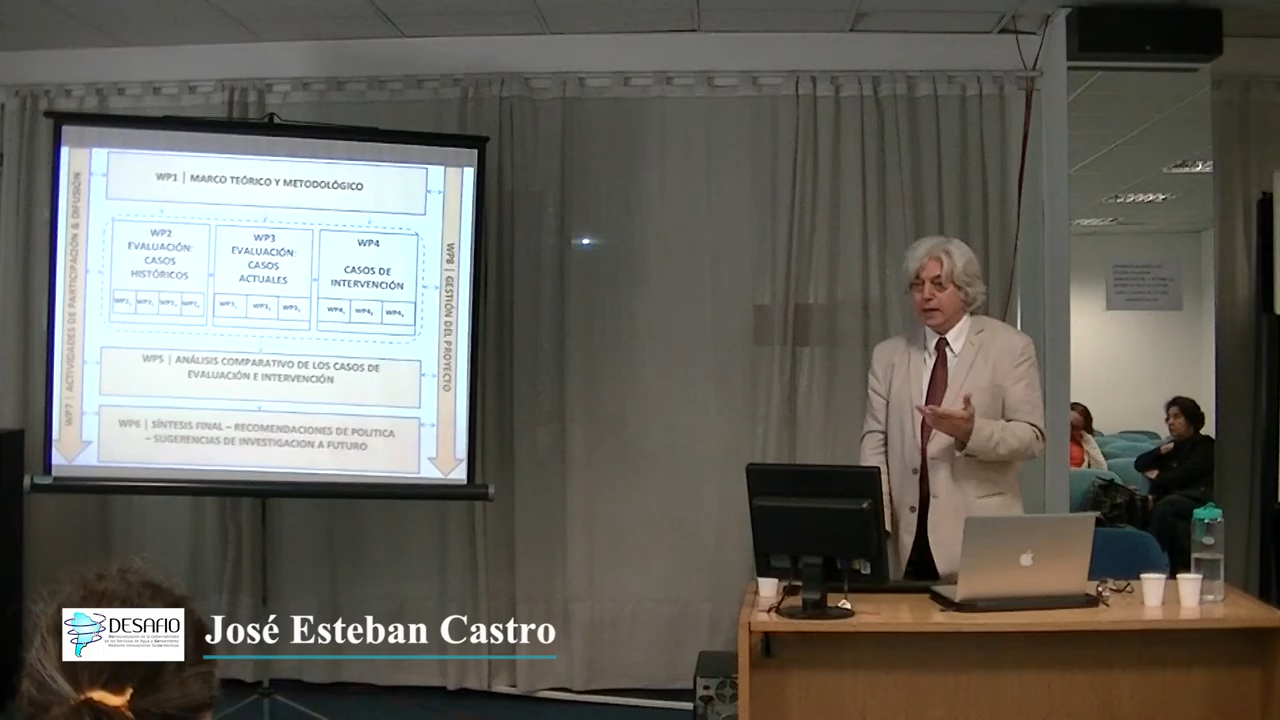 WP1 | MARCO TEÓRICO Y METODOLÓGICO
WP2
EVALUACIÓN:
CASOS
HISTÓRICOS
WP3
EVALUACIÓN:
CASOS
ACTUALES
WP4
CASOS DE
INTERVENCIÓN
WP5 | ANÁLISIS COMPARATIVO DE LOS CASOS DE
EVALUACIÓN E INTERVENCIÓN
WP6 | SÍNTESIS FINAL – RECOMENDACIONES DE POLITICA
– SUGERENCIAS DE INVESTIGACION A FUTURO
WP7 | ACTIVIDADES DE PARTICIPACIÓN & DIFUSIÓN
WP8 | GESTIÓN DEL PROYECTO
DESAFIO
José Esteban Castro